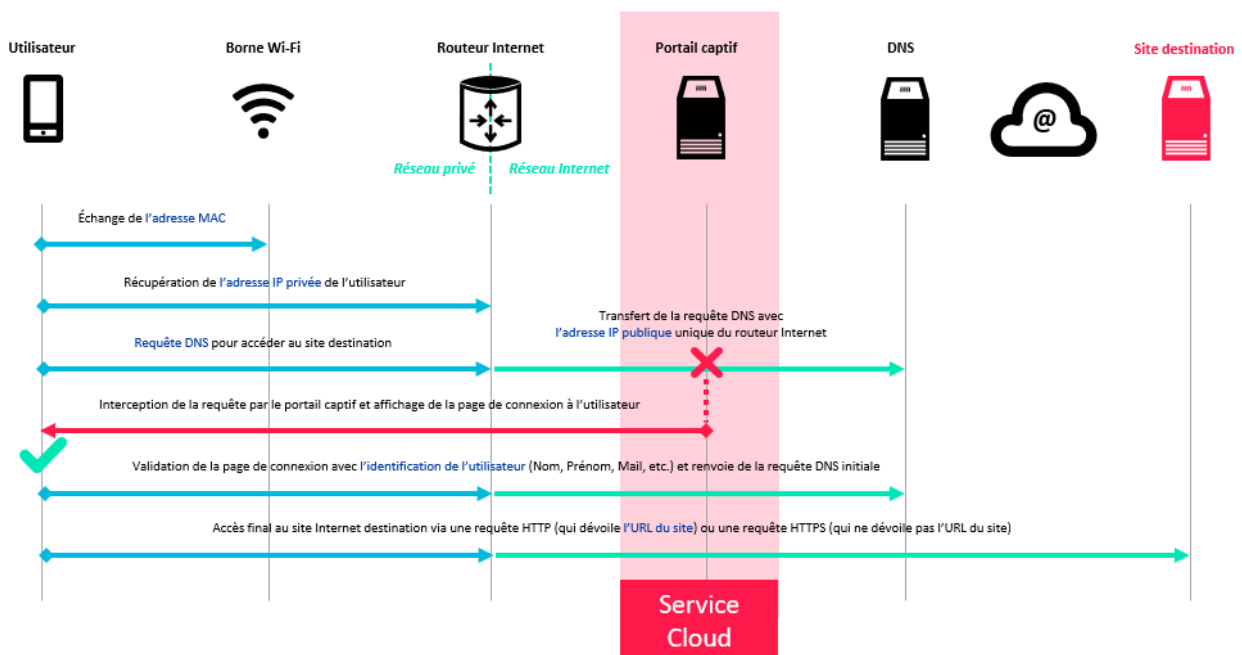 Utilisateur
Borne Wi-Fi
Routeur Internet
Portail captif
DNS
Site destination
@
Réseau privé
Réseau Internet
Échange de l'adresse MAC
Récupération de l'adresse IP privée de l'utilisateur
Transfert de la requête DNS avec
l'adresse IP publique unique du routeur Internet
Requête DNS pour accéder au site destination
Interception de la requête par le portail captif et affichage de la page de connexion à l'utilisateur
Validation de la page de connexion avec l'identification de l'utilisateur (Nom, Prénom, Mail, etc.) et renvoie de la requête DNS initiale
Accès final au site Internet destination via une requête HTTP (qui dévoile l'URL du site) ou une requête HTTPS (qui ne dévoile pas l'URL du site)
Service
Cloud